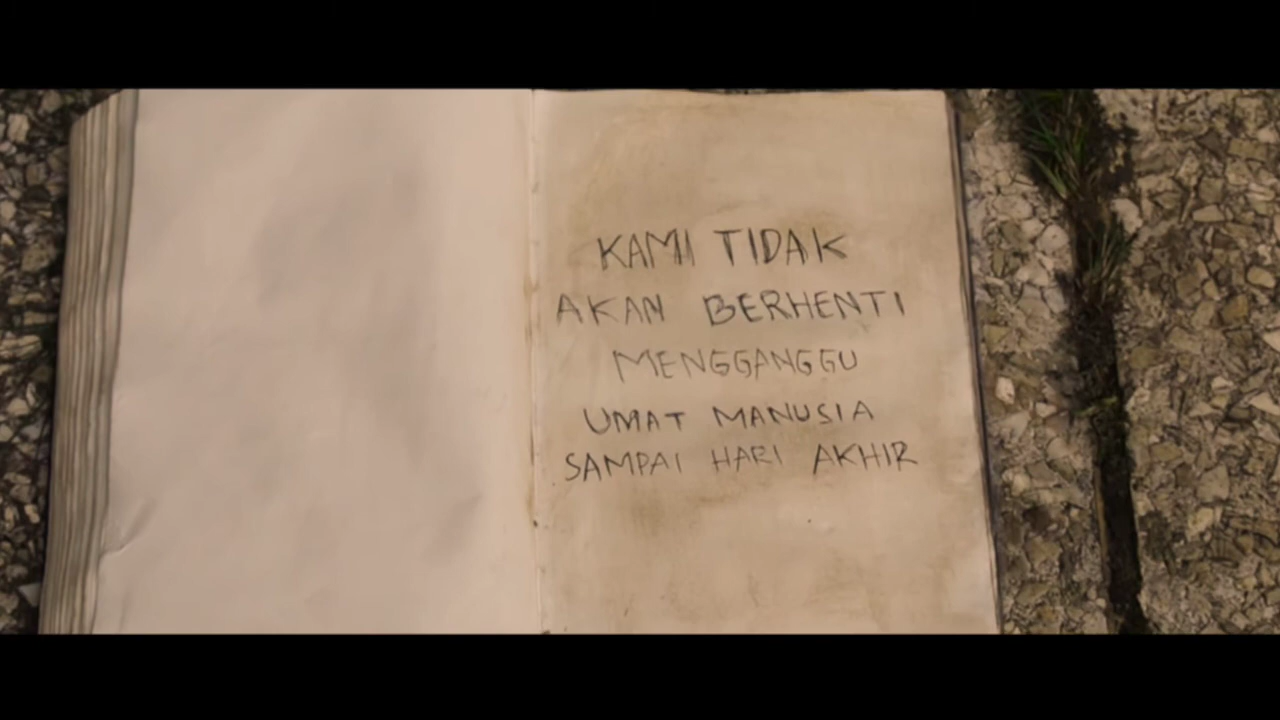 KAMI TIDAK
AKAN BERHENTI
MENGGANGGU
UMAT MANUSIA
SAMPAI HARI AKHIR